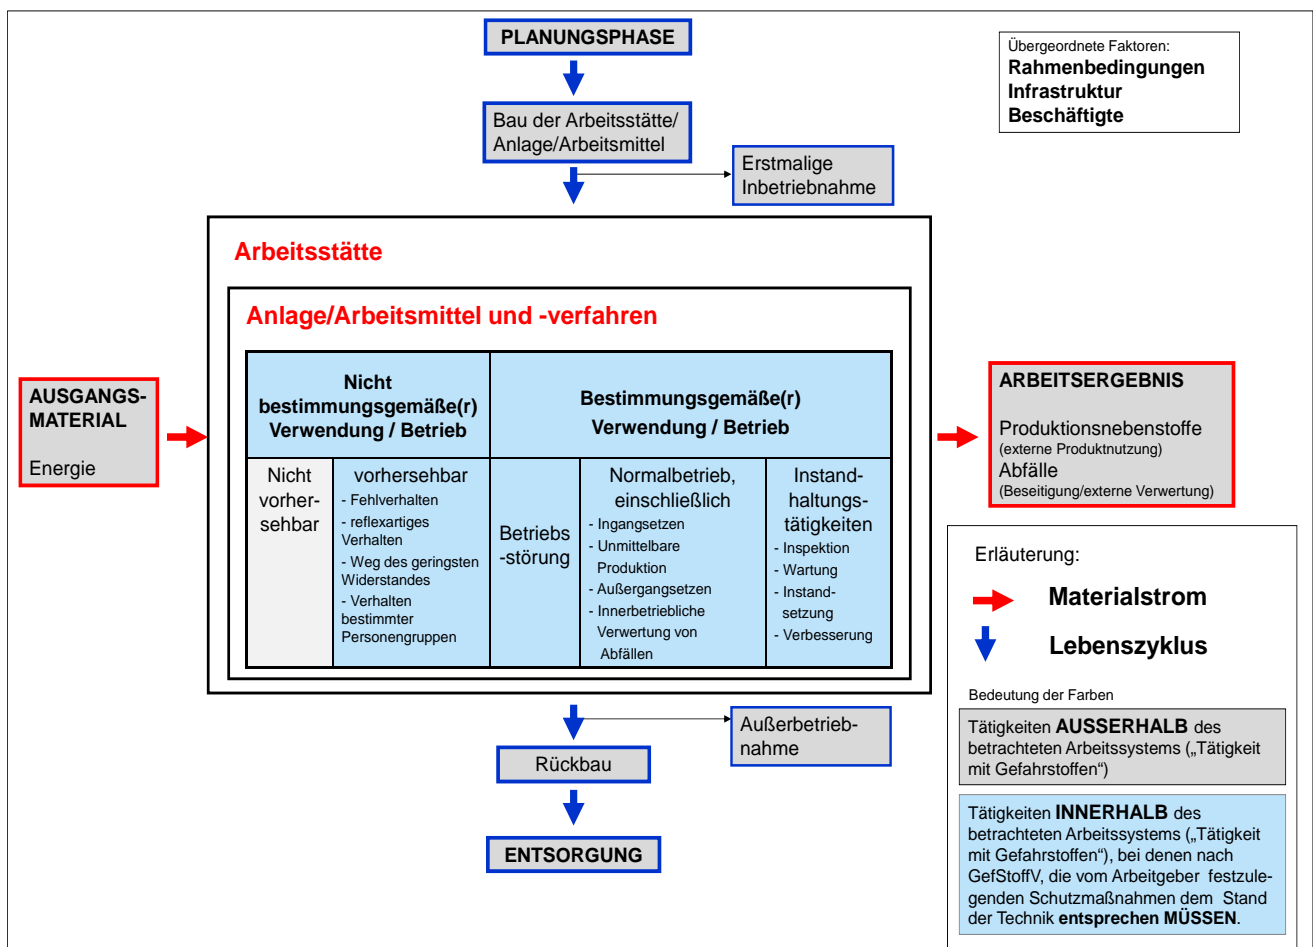 PLANUNGSPHASE
Übergeordnete Faktoren:
Rahmenbedingungen
Infrastruktur
Beschäftigte
Bau der Arbeitsstätte/
Anlage/Arbeitsmittel
Erstmalige
Inbetriebnahme
Arbeitsstätte
Anlage/Arbeitsmittel und -verfahren
AUSGANGS-
MATERIAL
Energie
Nicht
bestimmungsgemäße(r)
Verwendung / Betrieb
Bestimmungsgemäße(r)
Verwendung / Betrieb
Nicht
vorher-
sehbar
vorhersehbar
- Fehlverhalten
- reflexartiges
Verhalten
- Weg des geringsten
Widerstandes
- Verhalten
bestimmter
Personengruppen
Betriebs
-störung
Normalbetrieb,
einschließlich
- Ingangsetzen
- Unmittelbare
Produktion
- Außergangsetzen
- Innerbetriebliche
Verwertung von
Abfällen
Instand-
haltungs-
tätigkeiten
- Inspektion
- Wartung
- Instand-
setzung
- Verbesserung
ARBEITSERGEBNIS
Produktionsnebenstoffe
(externe Produktnutzung)
Abfälle
(Beseitigung/externe Verwertung)
Außerbetrieb-
nahme
Rückbau
ENTSORGUNG
Erläuterung:
Materialstrom
Lebenszyklus
Bedeutung der Farben
Tätigkeiten AUSSERHALB des
betrachteten Arbeitssystems („Tätigkeit
mit Gefahrstoffen“)
Tätigkeiten INNERHALB des
betrachteten Arbeitssystems („Tätigkeit
mit Gefahrstoffen“), bei denen nach
GefStoffV, die vom Arbeitgeber festzule-
genden Schutzmaßnahmen dem Stand
der Technik entsprechen MÜSSEN.